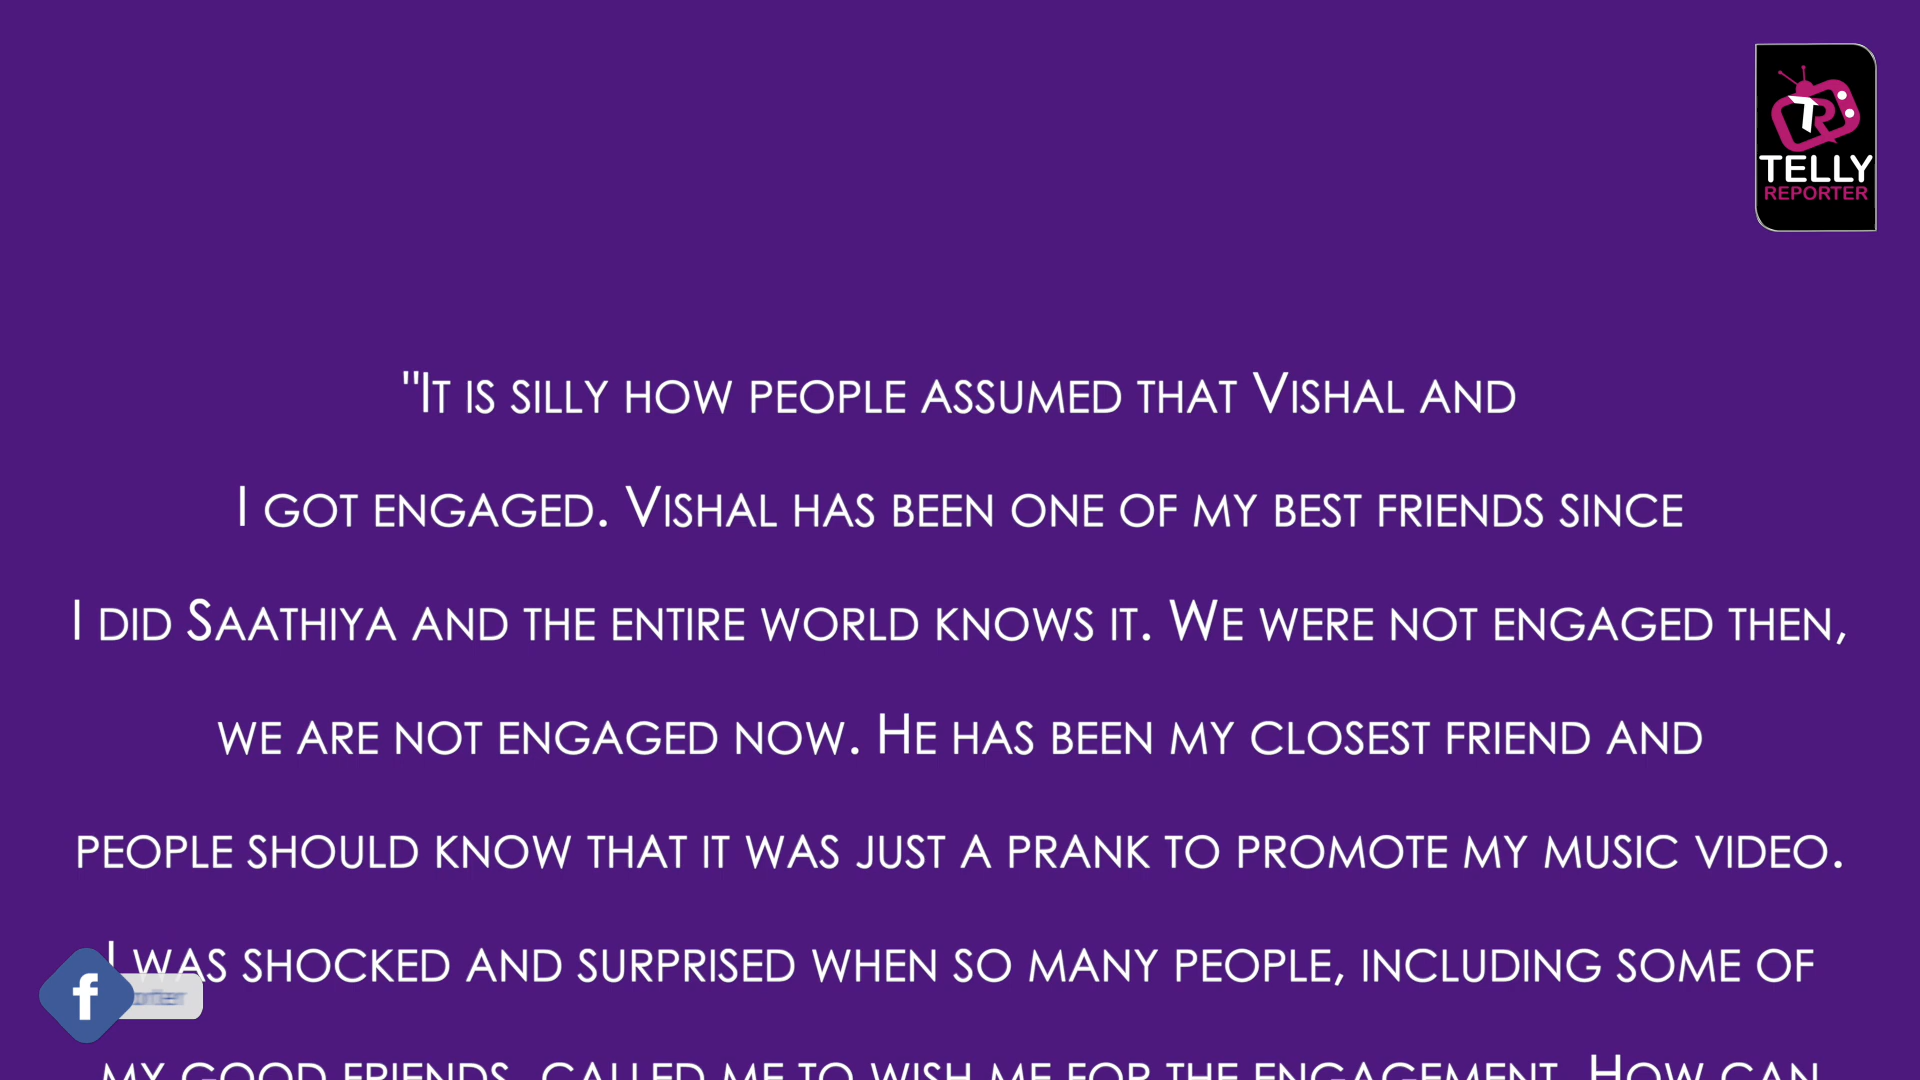 TR
TELLY
REPORTER
"It is silly how people assumed that Vishal and
I got engaged. Vishal has been one of my best friends since
I did Saathiya and the entire world knows it. We were not engaged then,
we are not engaged now. He has been my closest friend and
people should know that it was just a prank to promote my music video.
I was shocked and surprised when so many people, including some of
my good friends, called me to wish me for the engagement. How can
f